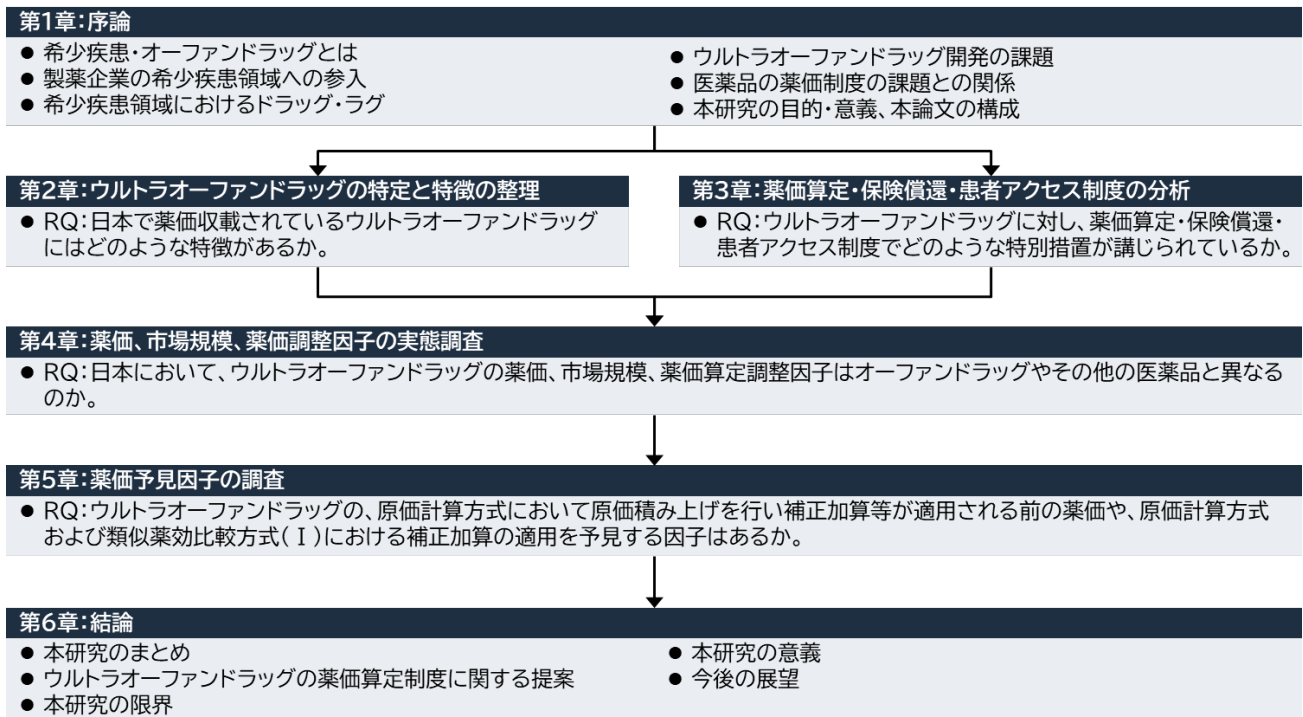 第1章：序論
● 希少疾患・オーファンドラッグとは
● 製薬企業の希少疾患領域への参入
● 希少疾患領域におけるドラッグ・ラグ
● ウルトラオーファンドラッグ開発の課題
● 医薬品の薬価制度の課題との関係
● 本研究の目的・意義、本論文の構成
第2章：ウルトラオーファンドラッグの特定と特徴の整理
● RQ：日本で薬価収載されているウルトラオーファンドラッグ
にはどのような特徴があるか。
第3章：薬価算定・保険償還・患者アクセス制度の分析
● RQ：ウルトラオーファンドラッグに対し、薬価算定・保険償還・
患者アクセス制度でどのような特別措置が講じられているか。
第4章：薬価、市場規模、薬価調整因子の実態調査
● RQ：日本において、ウルトラオーファンドラッグの薬価、市場規模、薬価算定調整因子はオーファンドラッグやその他の医薬品と異なる
のか。
第5章：薬価予見因子の調査
● RQ：ウルトラオーファンドラッグの、原価計算方式において原価積み上げを行い補正加算等が適用される前の薬価や、原価計算方式
および類似薬効比較方式（Ⅰ）における補正加算の適用を予見する因子はあるか。
第6章：結論
● 本研究のまとめ
● ウルトラオーファンドラッグの薬価算定制度に関する提案
● 本研究の限界
● 本研究の意義
● 今後の展望